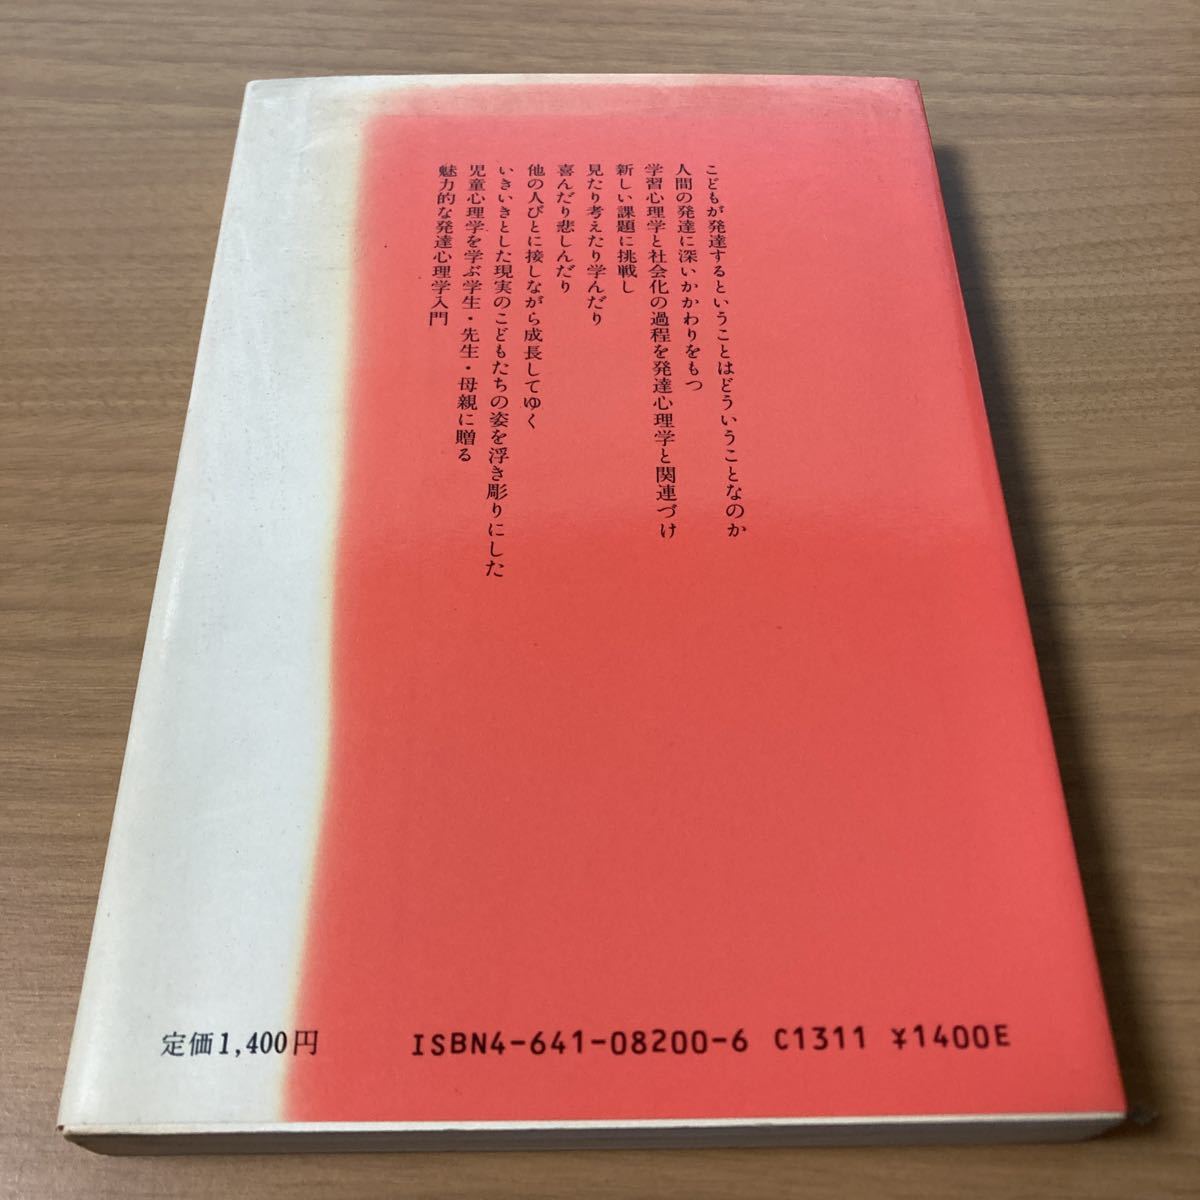 こどもが発達するということはどういうことなのか
人間の発達に深いかかわりをもつ
学習心理学と社会化の過程を発達心理学と関連づけ
新しい課題に挑戦し
見たり考えたり学んだり
喜んだり悲しんだり
他の人びとに接しながら成長してゆく
いきいきとした現実のこどもたちの姿を浮き彫りにした
児童心理学を学ぶ学生・先生・母親に贈る
魅力的な発達心理学入門
定価1,400円
ISBN4-641-08200-6 C1311 ¥1400E